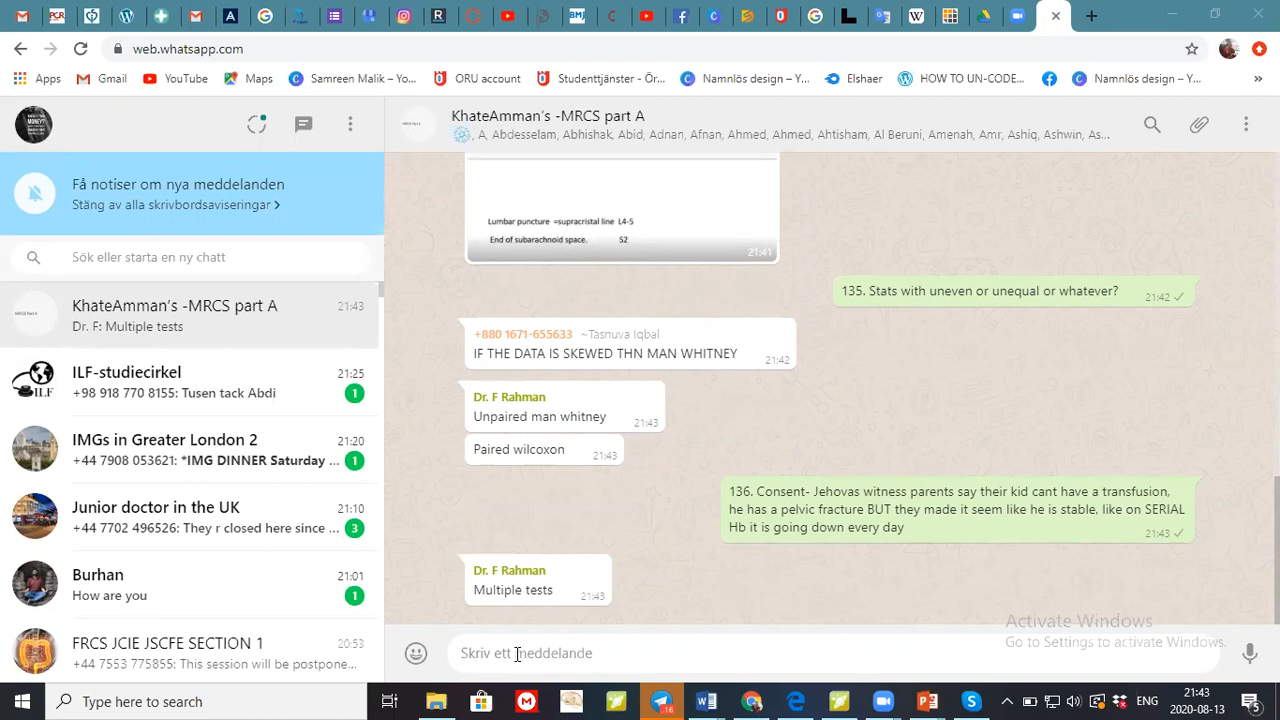 web.whatsapp.com
Apps
Gmail
YouTube
Maps
Samreen Malik – Yo...
ORU account
Studenttjänster - Ör...
Namnlös design – Y...
Elshaer
HOW TO UN-CODE...
Namnlös design – Y...
»
KhateAmman's -MRCS part A
, A, Abdesselam, Abhishak, Abid, Adnan, Afnan, Ahmed, Ahmed, Ahtisham, Al Beruni, Amenah, Amr, Ashiq, Ashwin, As...
Få notiser om nya meddelanden
Stäng av alla skrivbordsaviseringar
Sök eller starta en ny chatt
KhateAmman's -MRCS part A
21:43
Dr. F: Multiple tests
ILF-studiecirkel
21:25
+98 918 770 8155: Tusen tack Abdi
1
IMGs in Greater London 2
21:20
+44 7908 053621: *IMG DINNER Saturday ...
1
Junior doctor in the UK
21:10
+44 7702 496526: They r closed here since ...
3
Burhan
21:01
How are you
1
FRCS JCIE JSCFE SECTION 1
20:53
+44 7553 775855: This session will be postpone...
Lumbar puncture =supracristal line L4-5
End of subarachnoid space. S2
21:41
135. Stats with uneven or unequal or whatever?
21:42
+880 1671-655633 ~Tasnuva Iqbal
IF THE DATA IS SKEWED THN MAN WHITNEY
21:42
Dr. F Rahman
Unpaired man whitney
21:43
Paired wilcoxon
21:43
136. Consent- Jehovas witness parents say their kid cant have a transfusion,
he has a pelvic fracture BUT they made it seem like he is stable, like on SERIAL
Hb it is going down every day
21:43
Dr. F Rahman
Multiple tests
21:43
Skriv ett meddelande
Activate Windows
Go to Settings to activate Windows.
Type here to search
16
ENG
21:43
2020-08-13
5